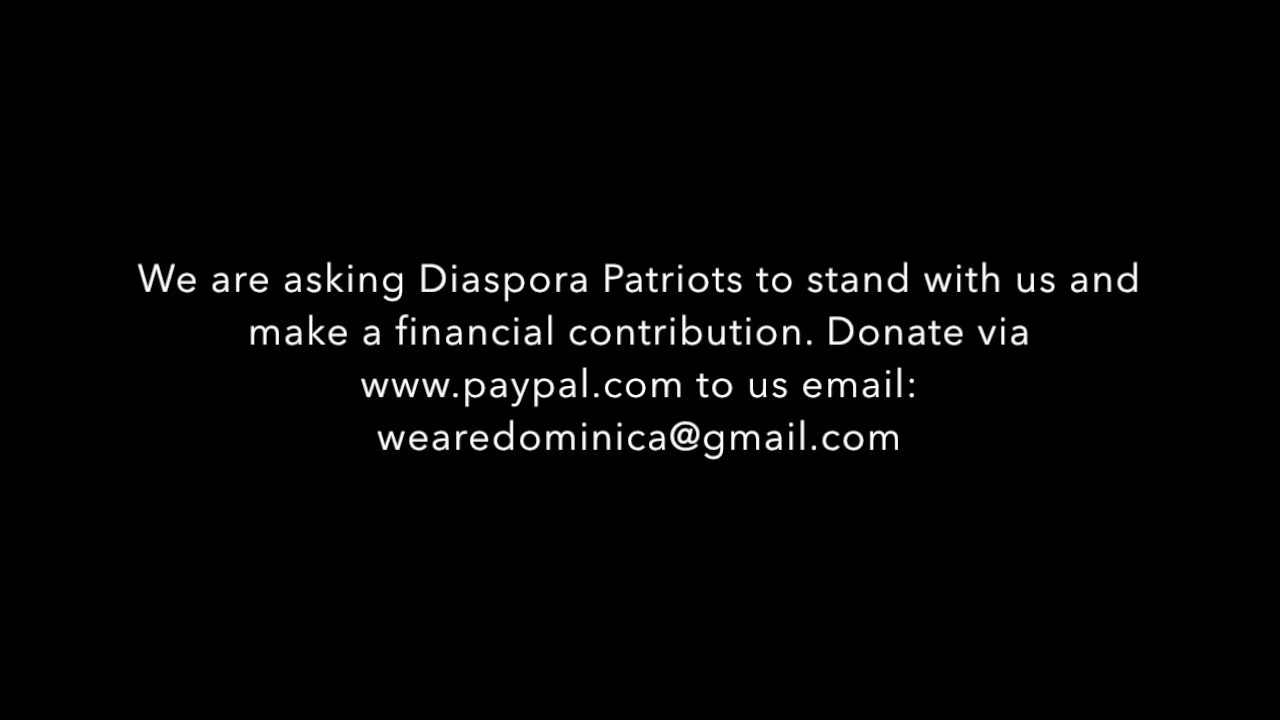 We are asking Diaspora Patriots to stand with us and
make a financial contribution. Donate via
www.paypal.com to us email:
wearedominica@gmail.com